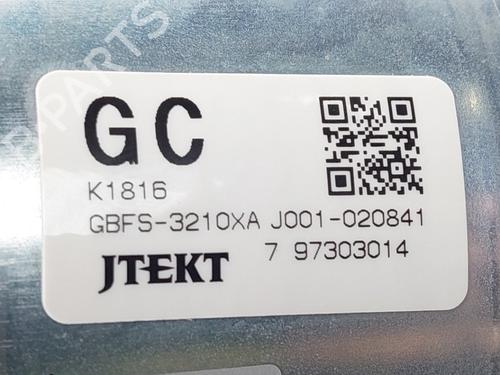 GC
K1816
GBFS-3210XA J001-020841
JTEKT 7 97303014